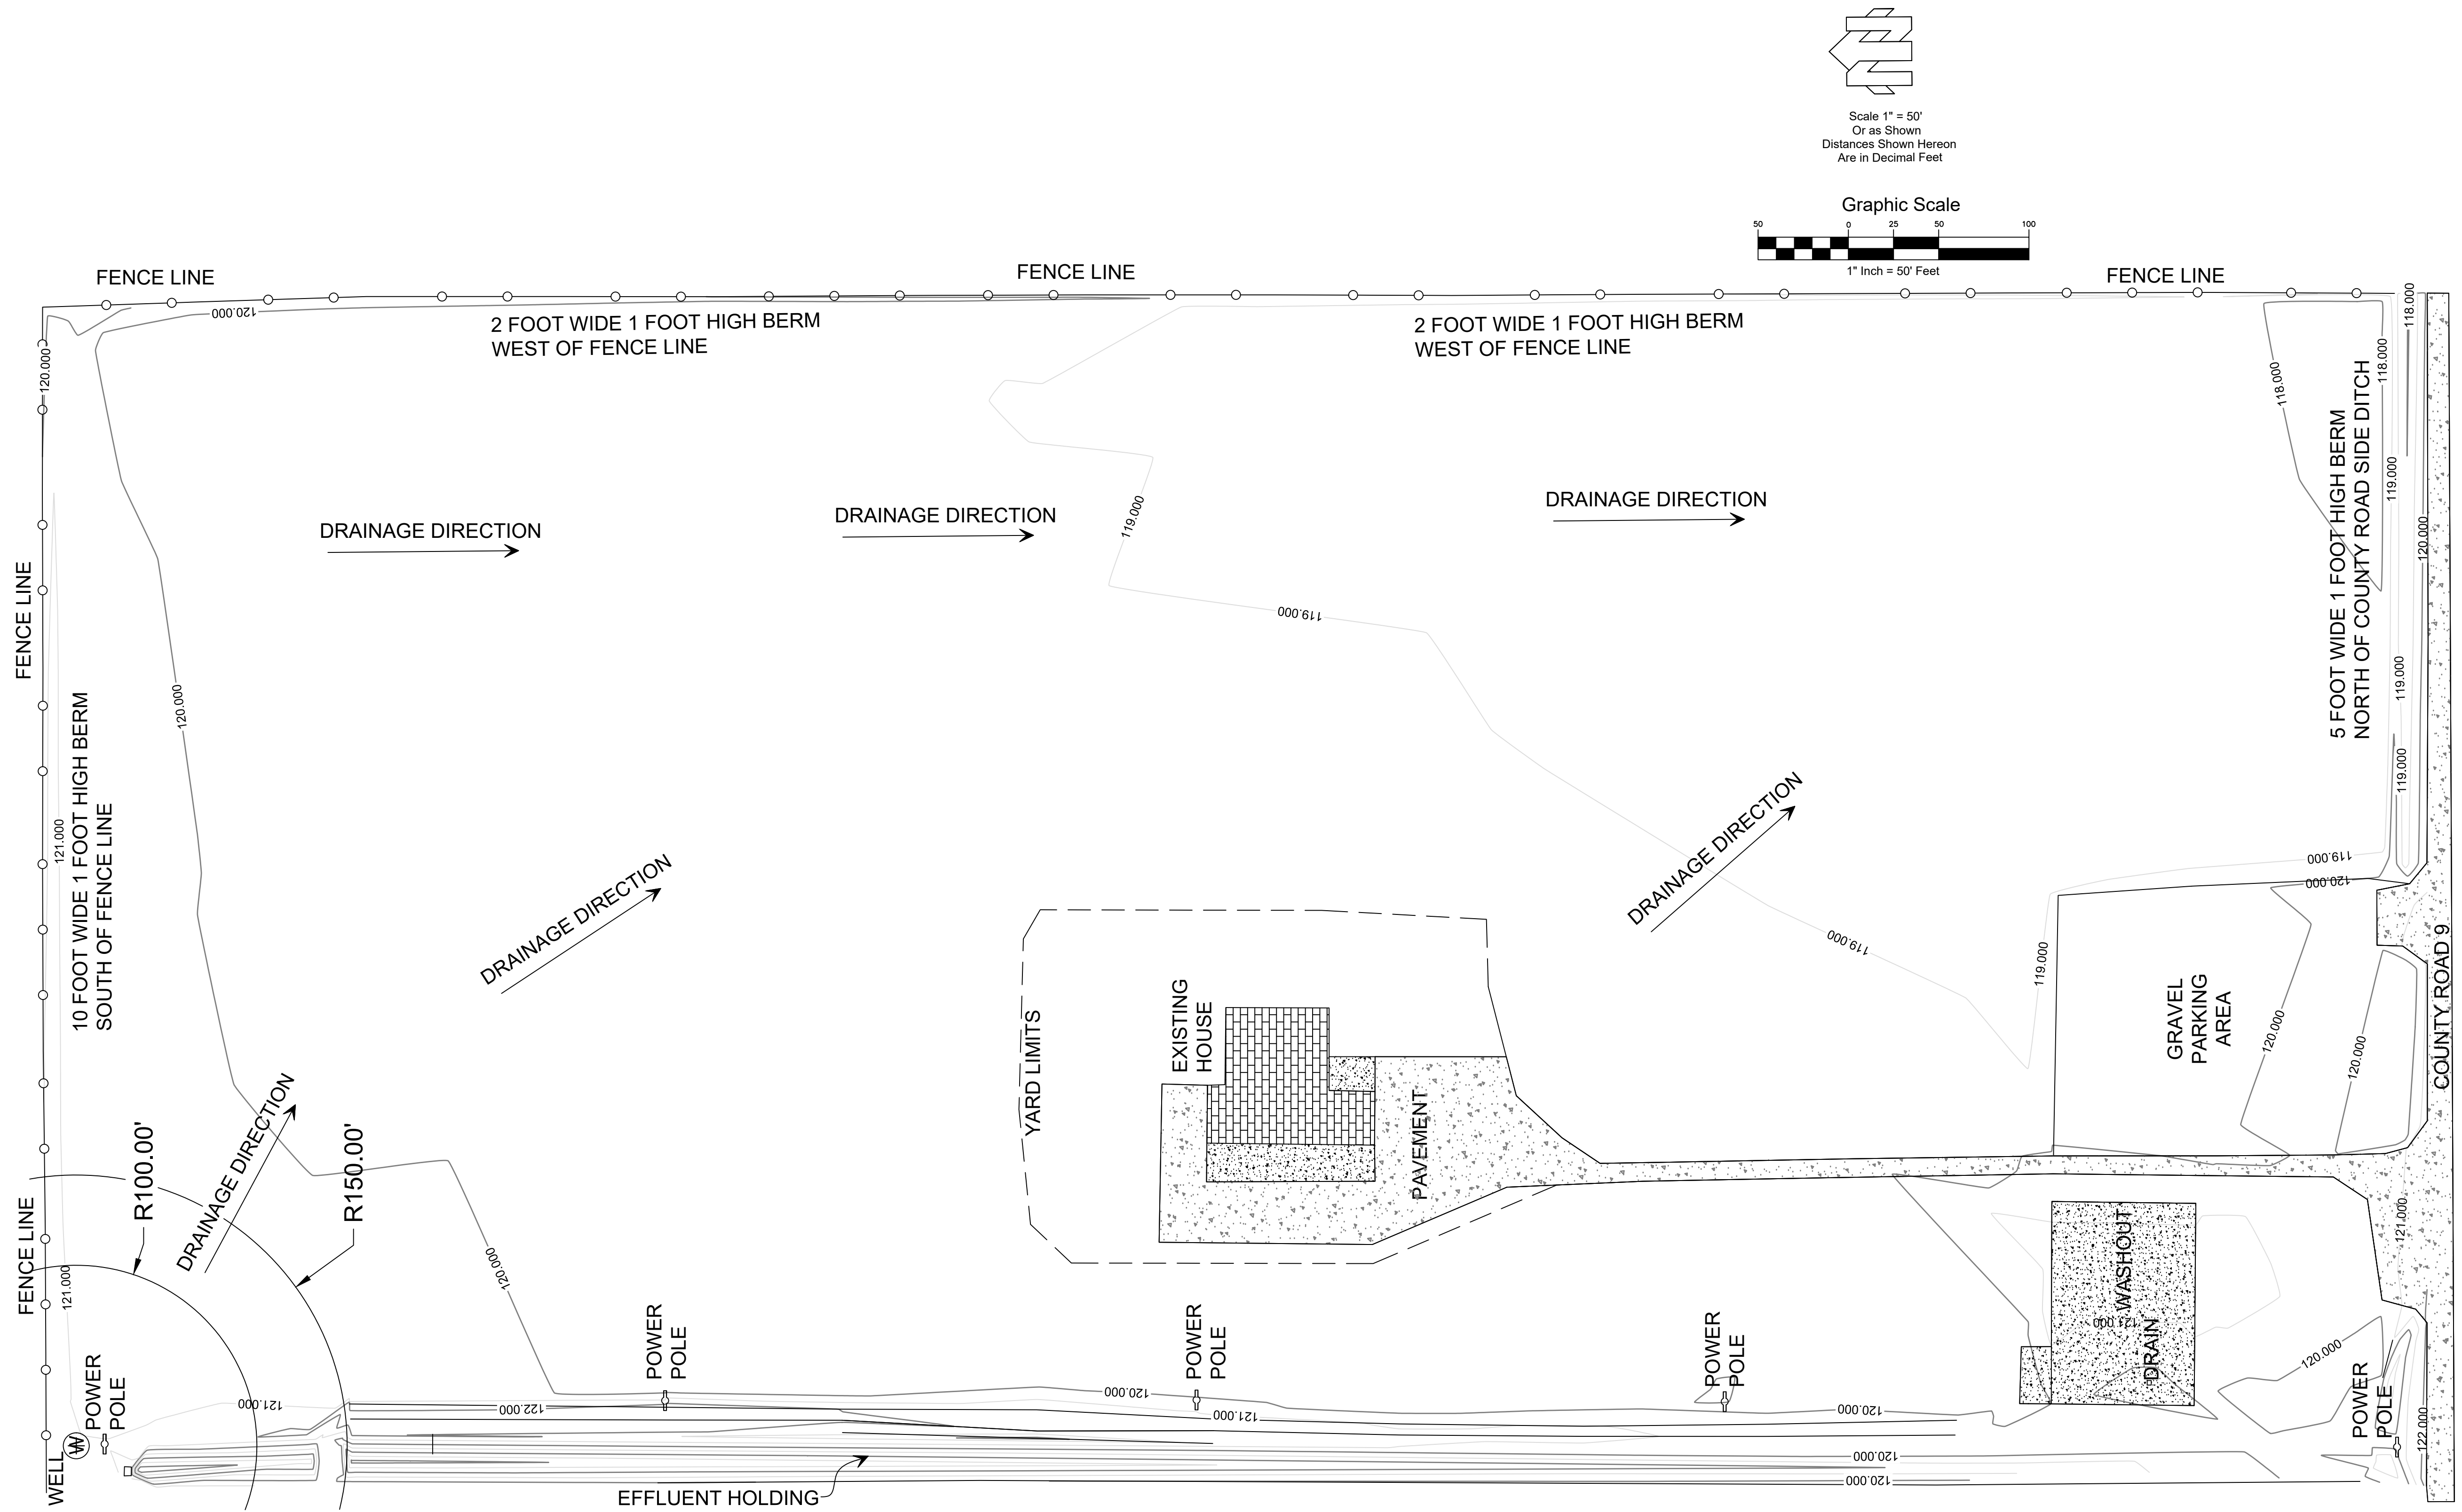 Scale 1" = 50'
Or as Shown
Distances Shown Hereon
Are in Decimal Feet
Graphic Scale
50 0 25 50 100
1" Inch = 50' Feet
FENCE LINE
FENCE LINE
FENCE LINE
120.000
2 FOOT WIDE 1 FOOT HIGH BERM
WEST OF FENCE LINE
2 FOOT WIDE 1 FOOT HIGH BERM
WEST OF FENCE LINE
118.000
118.000
118.000
120.000
119.000
119.000
119.000
120.000
5 FOOT WIDE 1 FOOT HIGH BERM
NORTH OF COUNTY ROAD SIDE DITCH
DRAINAGE DIRECTION
DRAINAGE DIRECTION
DRAINAGE DIRECTION
119.000
119.000
FENCE LINE
120.000
10 FOOT WIDE 1 FOOT HIGH BERM
SOUTH OF FENCE LINE
121.000
DRAINAGE DIRECTION
DRAINAGE DIRECTION
119.000
119.000
120.000
119.000
119.000
YARD LIMITS
EXISTING
HOUSE
PAVEMENT
GRAVEL
PARKING
AREA
120.000
120.000
COUNTY ROAD 9
DRAINAGE DIRECTION
R100.00'
R150.00'
FENCE LINE
121.000
120.000
POWER
POLE
POWER
POLE
POWER
POLE
POWER
POLE
POWER
POLE
WASHOUT
121.000
DRAIN
121.000
120.000
122.000
121.000
122.000
120.000
121.000
120.000
120.000
120.000
W
WELL
EFFLUENT HOLDING